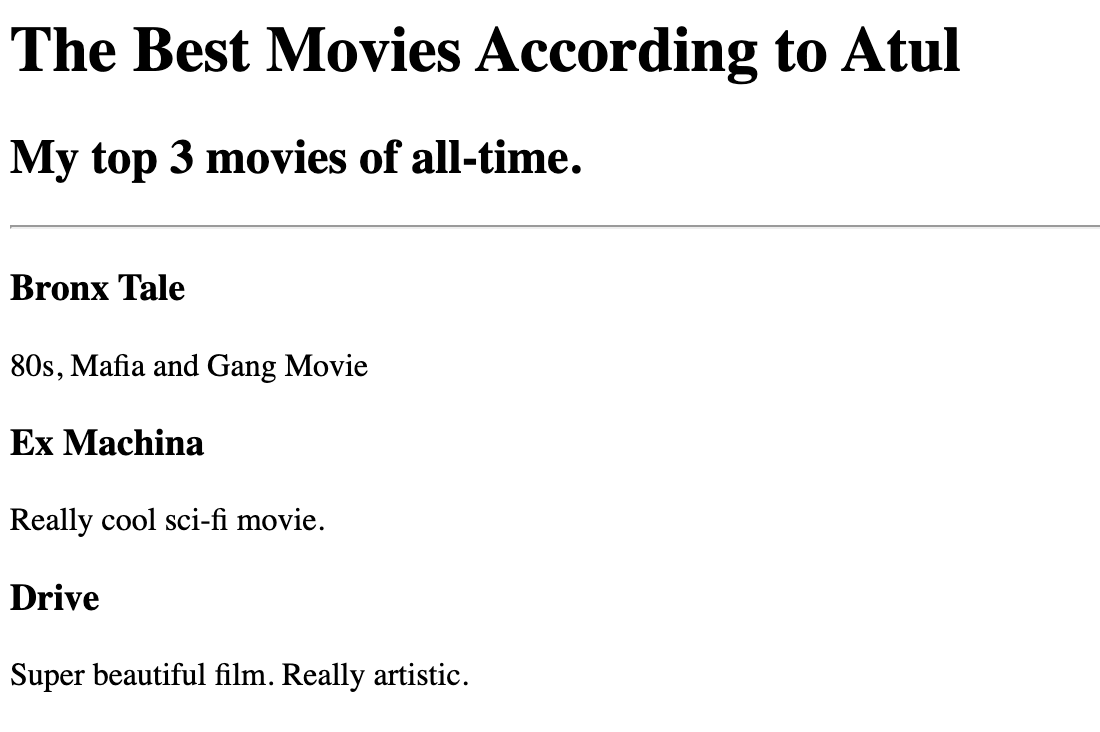 The Best Movies According to Atul
My top 3 movies of all-time.
Bronx Tale
80s, Mafia and Gang Movie
Ex Machina
Really cool sci-fi movie.
Drive
Super beautiful film. Really artistic.